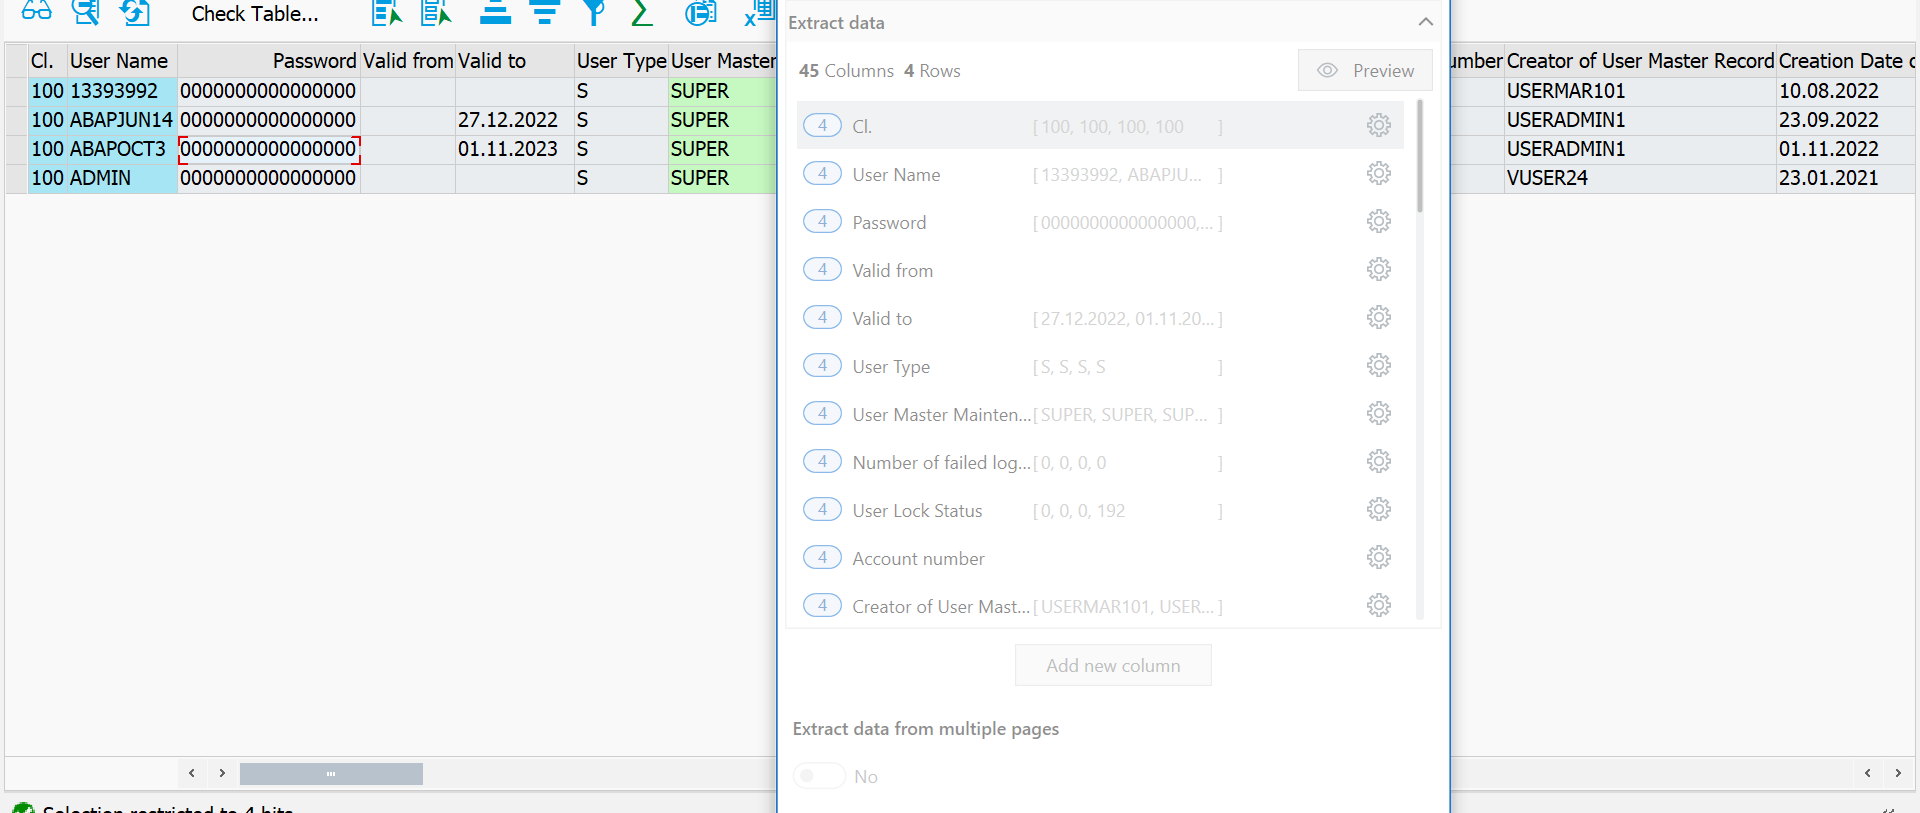 Check Table...
Cl. User Name Password Valid from Valid to User Type User Master
100 13393992 0000000000000000 S SUPER
100 ABAPJUN14 0000000000000000 27.12.2022 S SUPER
100 ABAPOCT3 0000000000000000 01.11.2023 S SUPER
100 ADMIN 0000000000000000 S SUPER
Selection restricted to 4 hits
Extract data
45 Columns 4 Rows
Preview
4 Cl. [ 100, 100, 100, 100 ]
4 User Name [ 13393992, ABAPJU... ]
4 Password [ 0000000000000000,... ]
4 Valid from
4 Valid to [ 27.12.2022, 01.11.20... ]
4 User Type [ S, S, S, S ]
4 User Master Mainten... [ SUPER, SUPER, SUP... ]
4 Number of failed log... [ 0, 0, 0, 0 ]
4 User Lock Status [ 0, 0, 0, 192 ]
4 Account number
4 Creator of User Mast... [ USERMAR101, USER... ]
Add new column
Extract data from multiple pages
No
umber Creator of User Master Record Creation Date o
USERMAR101 10.08.2022
USERADMIN1 23.09.2022
USERADMIN1 01.11.2022
VUSER24 23.01.2021